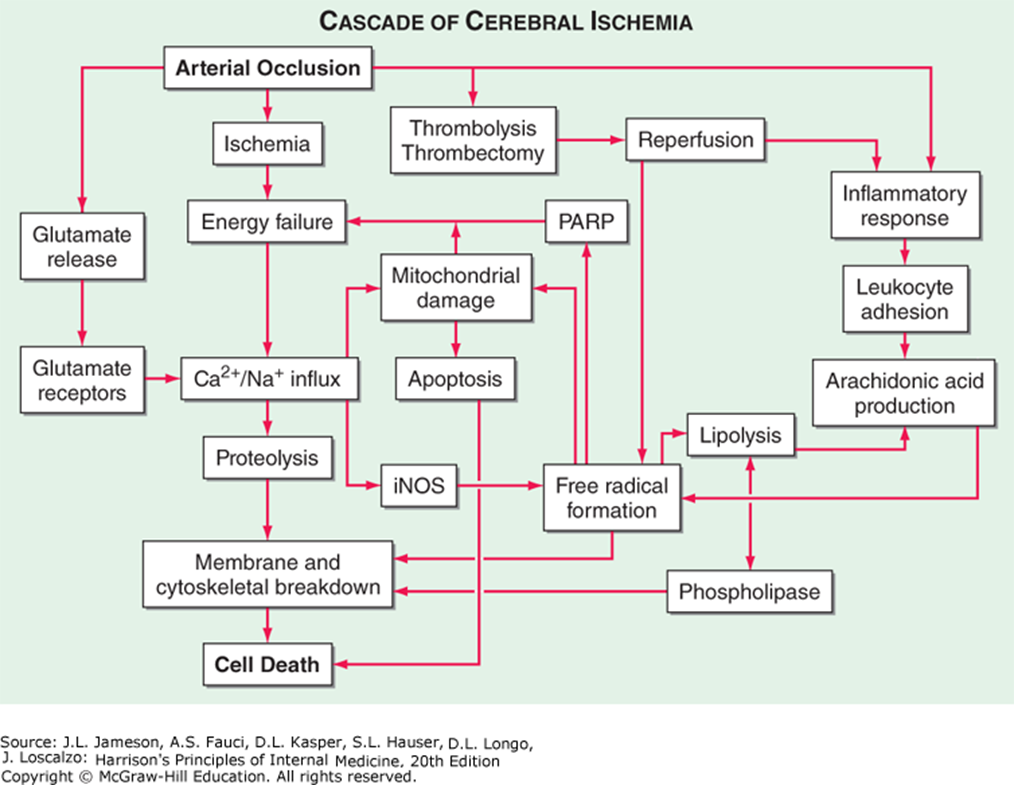 CASCADE OF CEREBRAL ISCHEMIA
Arterial Occlusion
Ischemia
Thrombolysis
Thrombectomy
Reperfusion
Inflammatory
response
Energy failure
PARP
Glutamate
release
Mitochondrial
damage
Leukocyte
adhesion
Glutamate
receptors
Ca²⁺/Na⁺ influx
Apoptosis
Arachidonic acid
production
Lipolysis
Proteolysis
iNOS
Free radical
formation
Membrane and
cytoskeletal breakdown
Phospholipase
Cell Death
Source: J.L. Jameson, A.S. Fauci, D.L. Kasper, S.L. Hauser, D.L. Longo,
J. Loscalzo: Harrison's Principles of Internal Medicine, 20th Edition
Copyright © McGraw-Hill Education. All rights reserved.